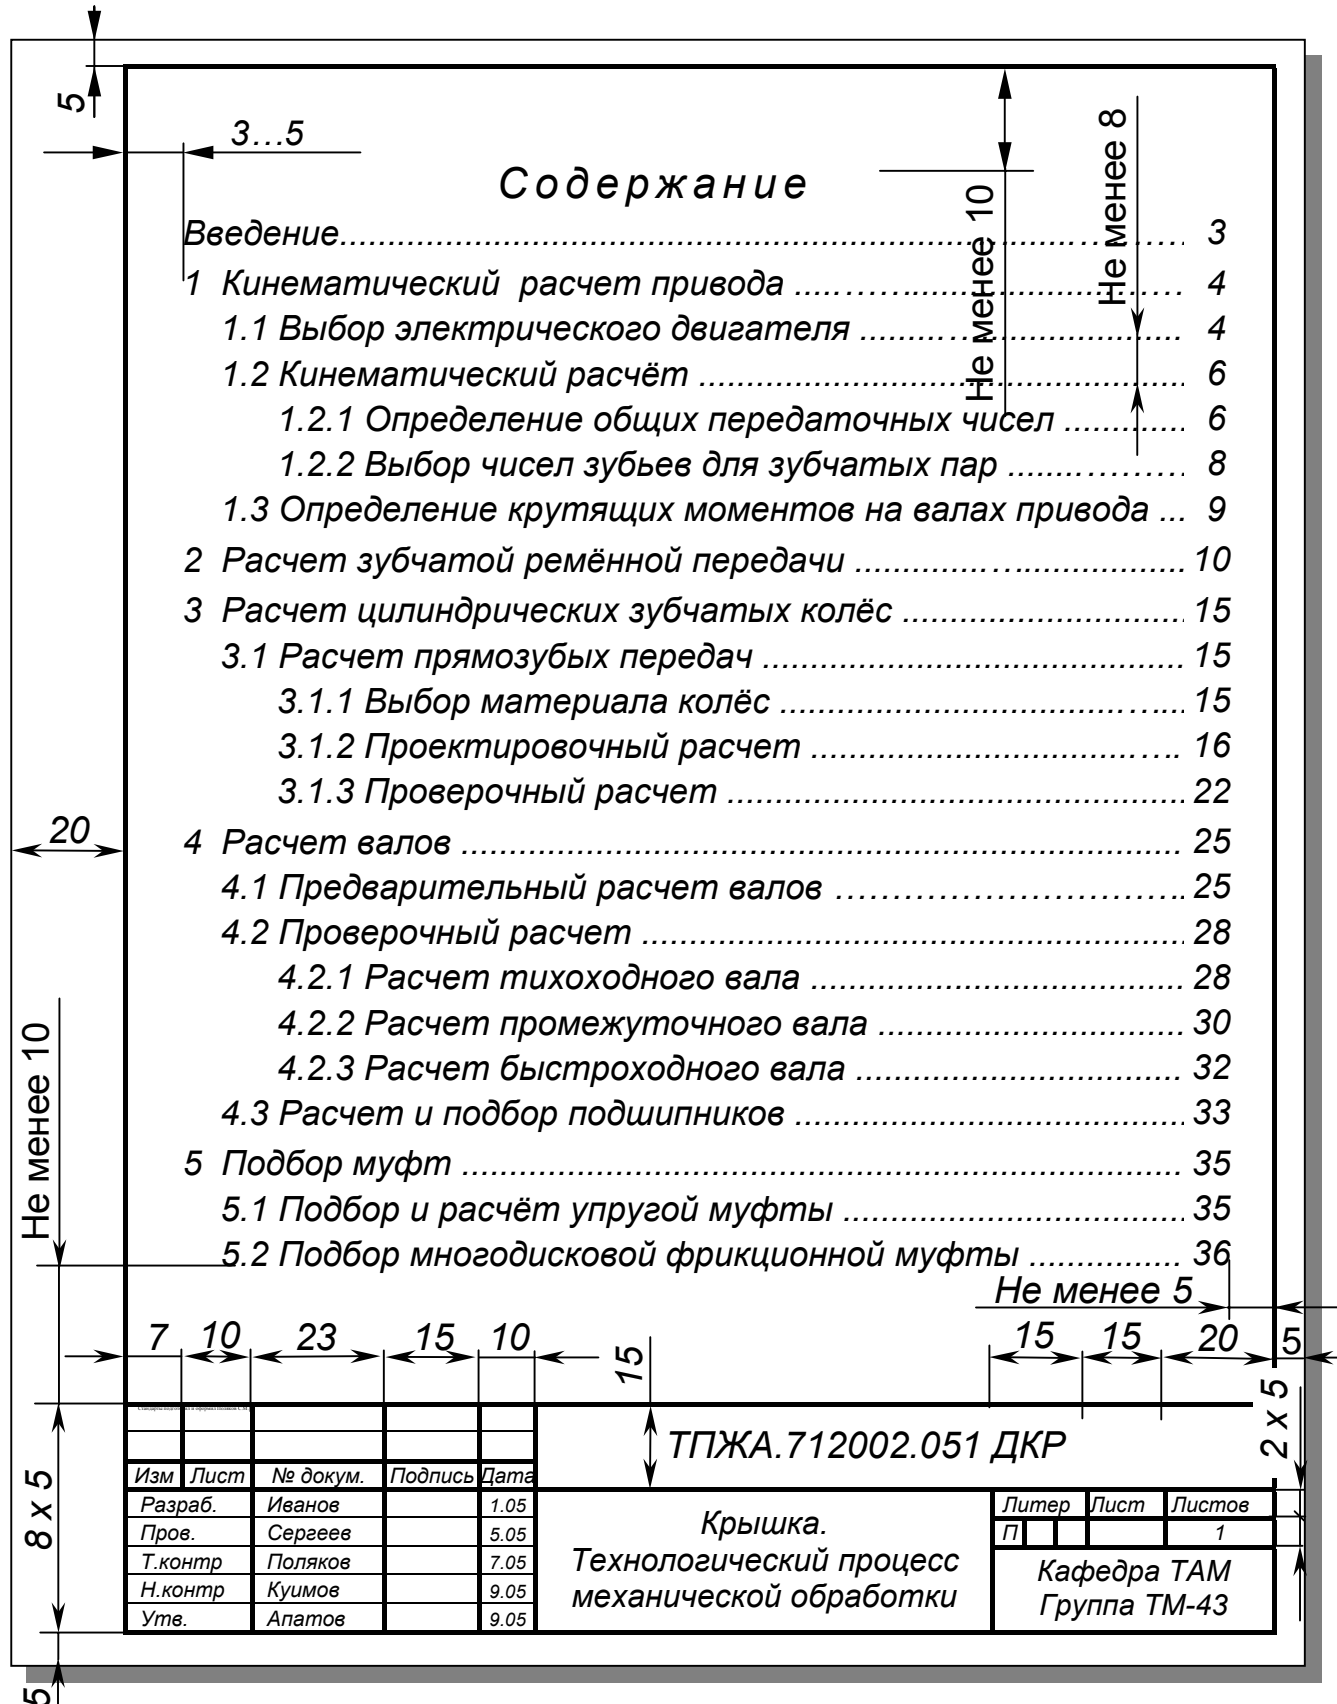 5
3…5
Содержание
Не менее 10
Не менее 8
Введение........................................................................ 3
1 Кинематический расчет привода ........................................ 4
1.1 Выбор электрического двигателя ................................ 4
1.2 Кинематический расчёт ................................................ 6
1.2.1 Определение общих передаточных чисел ............. 6
1.2.2 Выбор чисел зубьев для зубчатых пар .................. 8
1.3 Определение крутящих моментов на валах привода ... 9
2 Расчет зубчатой ремённой передачи ................................ 10
3 Расчет цилиндрических зубчатых колёс ............................ 15
3.1 Расчет прямозубых передач ........................................ 15
3.1.1 Выбор материала колёс ........................................ 15
3.1.2 Проектировочный расчет ..................................... 16
3.1.3 Проверочный расчет ............................................. 22
20
4 Расчет валов .................................................................... 25
4.1 Предварительный расчет валов .................................. 25
4.2 Проверочный расчет .................................................... 28
4.2.1 Расчет тихоходного вала ..................................... 28
4.2.2 Расчет промежуточного вала .............................. 30
4.2.3 Расчет быстроходного вала ................................. 32
4.3 Расчет и подбор подшипников ..................................... 33
5 Подбор муфт .................................................................... 35
5.1 Подбор и расчёт упругой муфты ................................. 35
5.2 Подбор многодисковой фрикционной муфты ................ 36
Не менее 10
Не менее 5
7 10 23 15 10 15 15 15 20 5
2 х 5
8 х 5
ТПЖА.712002.051 ДКР
Изм Лист № докум. Подпись Дата
Разраб. Иванов 1.05
Пров. Сергеев 5.05
Т.контр Поляков 7.05
Н.контр Куимов 9.05
Утв. Апатов 9.05
Крышка.
Технологический процесс
механической обработки
Литер Лист Листов
П 1
Кафедра ТАМ
Группа ТМ-43
5